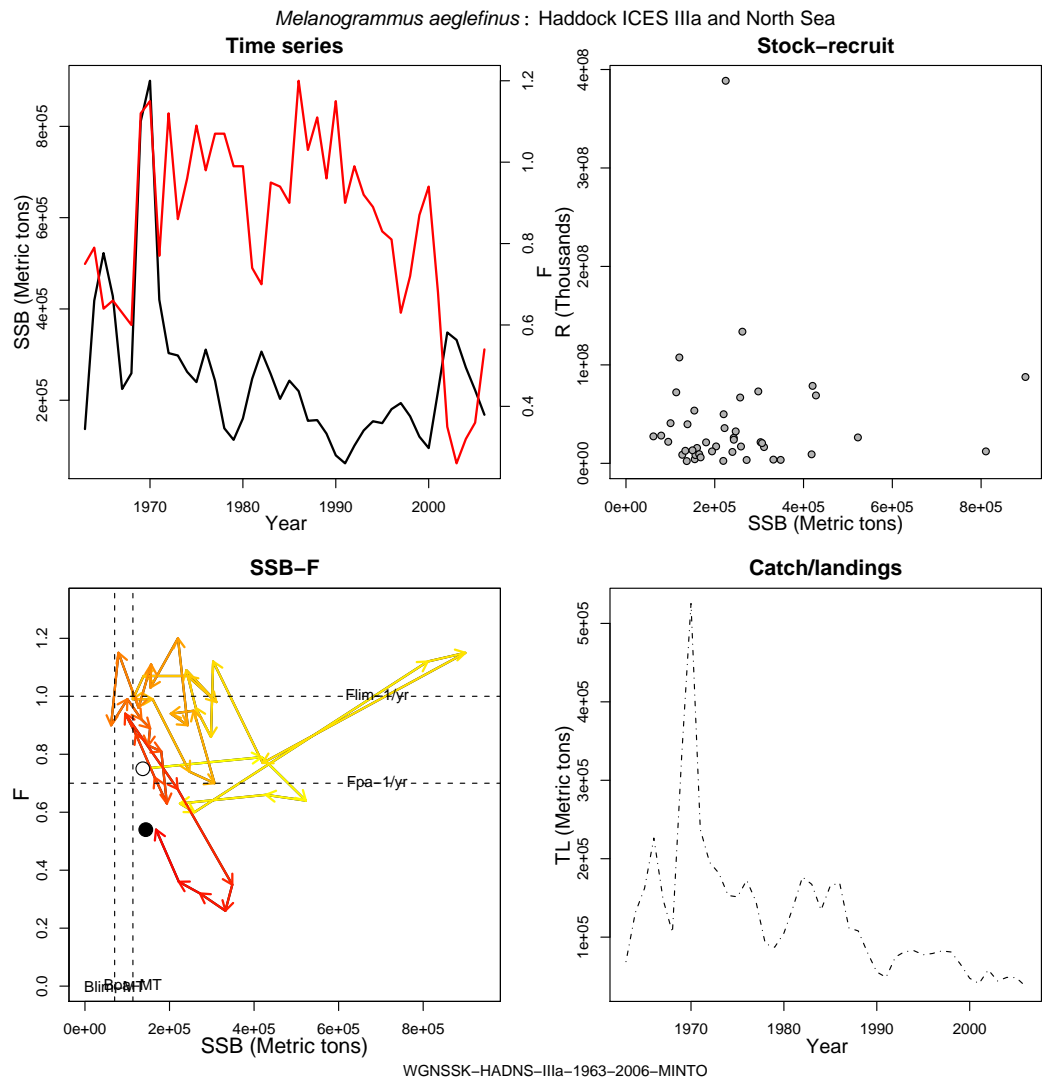 Melanogrammus aeglefinus : Haddock ICES IIIa and North Sea
Time series
SSB (Metric tons)
2e+05 4e+05 6e+05 8e+05
F
0.4 0.6 0.8 1.0 1.2
1970 1980 1990 2000
Year
Stock−recruit
R (Thousands)
0e+00 1e+08 2e+08 3e+08 4e+08
0e+00 2e+05 4e+05 6e+05 8e+05
SSB (Metric tons)
SSB−F
F
0.0 0.2 0.4 0.6 0.8 1.0 1.2
Flim−1/yr
Fpa−1/yr
Blim−MT
Bpa−MT
0e+00 2e+05 4e+05 6e+05 8e+05
SSB (Metric tons)
Catch/landings
TL (Metric tons)
1e+05 2e+05 3e+05 4e+05 5e+05
1970 1980 1990 2000
Year
WGNSSK−HADNS−IIIa−1963−2006−MINTO